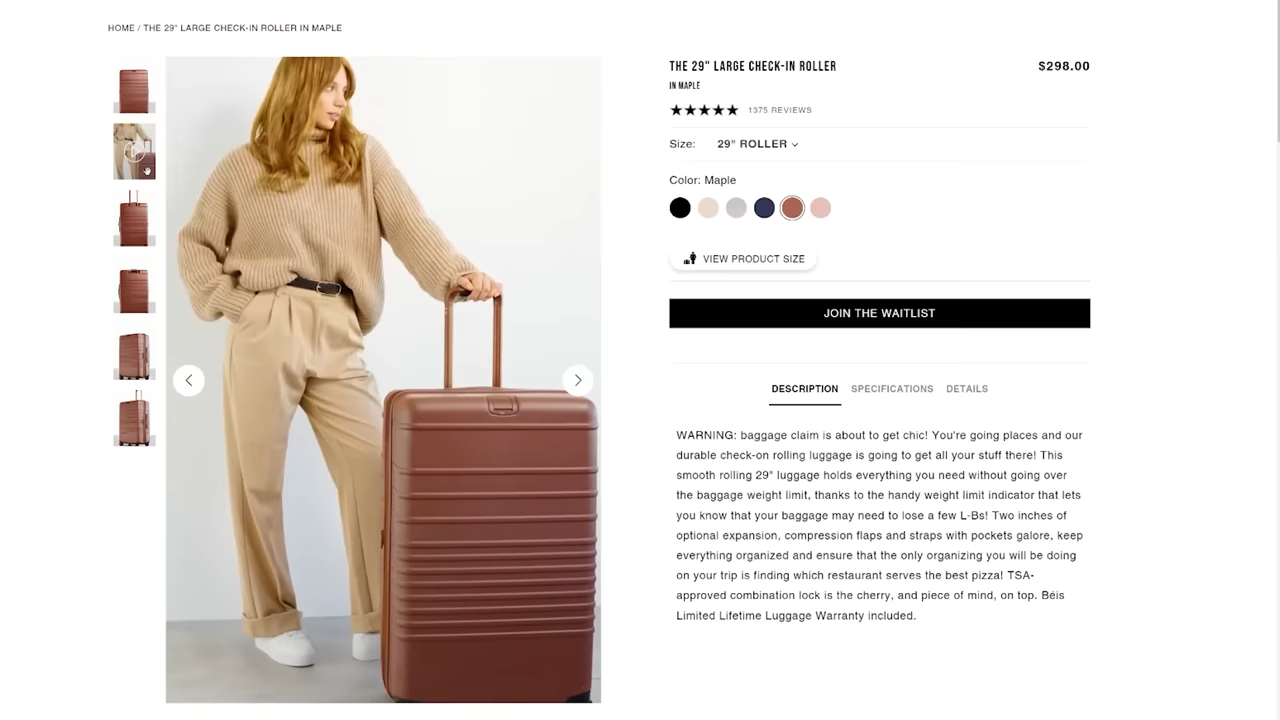 HOME / THE 29" LARGE CHECK-IN ROLLER IN MAPLE
THE 29" LARGE CHECK-IN ROLLER
$298.00
IN MAPLE
1375 REVIEWS
Size: 29" ROLLER
Color: Maple
VIEW PRODUCT SIZE
JOIN THE WAITLIST
DESCRIPTION SPECIFICATIONS DETAILS
WARNING: baggage claim is about to get chic! You're going places and our
durable check-on rolling luggage is going to get all your stuff there! This
smooth rolling 29" luggage holds everything you need without going over
the baggage weight limit, thanks to the handy weight limit indicator that lets
you know that your baggage may need to lose a few L-Bs! Two inches of
optional expansion, compression flaps and straps with pockets galore, keep
everything organized and ensure that the only organizing you will be doing
on your trip is finding which restaurant serves the best pizza! TSA-
approved combination lock is the cherry, and piece of mind, on top. Béis
Limited Lifetime Luggage Warranty included.